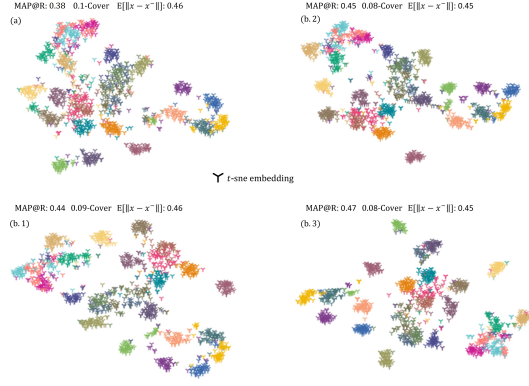 MAP@R: 0.38 0.1-Cover E[‖x − x⁻‖]: 0.46
(a)
MAP@R: 0.45 0.08-Cover E[‖x − x⁻‖]: 0.45
(b. 2)
t-sne embedding
MAP@R: 0.44 0.09-Cover E[‖x − x⁻‖]: 0.46
(b. 1)
MAP@R: 0.47 0.08-Cover E[‖x − x⁻‖]: 0.45
(b. 3)